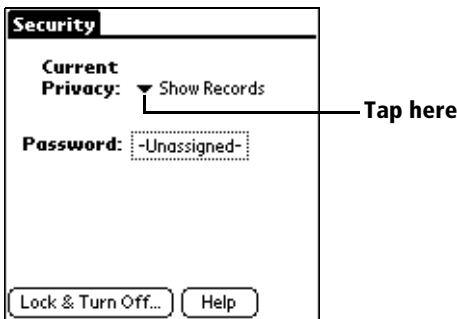 Security
Current
Privacy: Show Records
Tap here
Password: -Unassigned-
Lock & Turn Off... Help